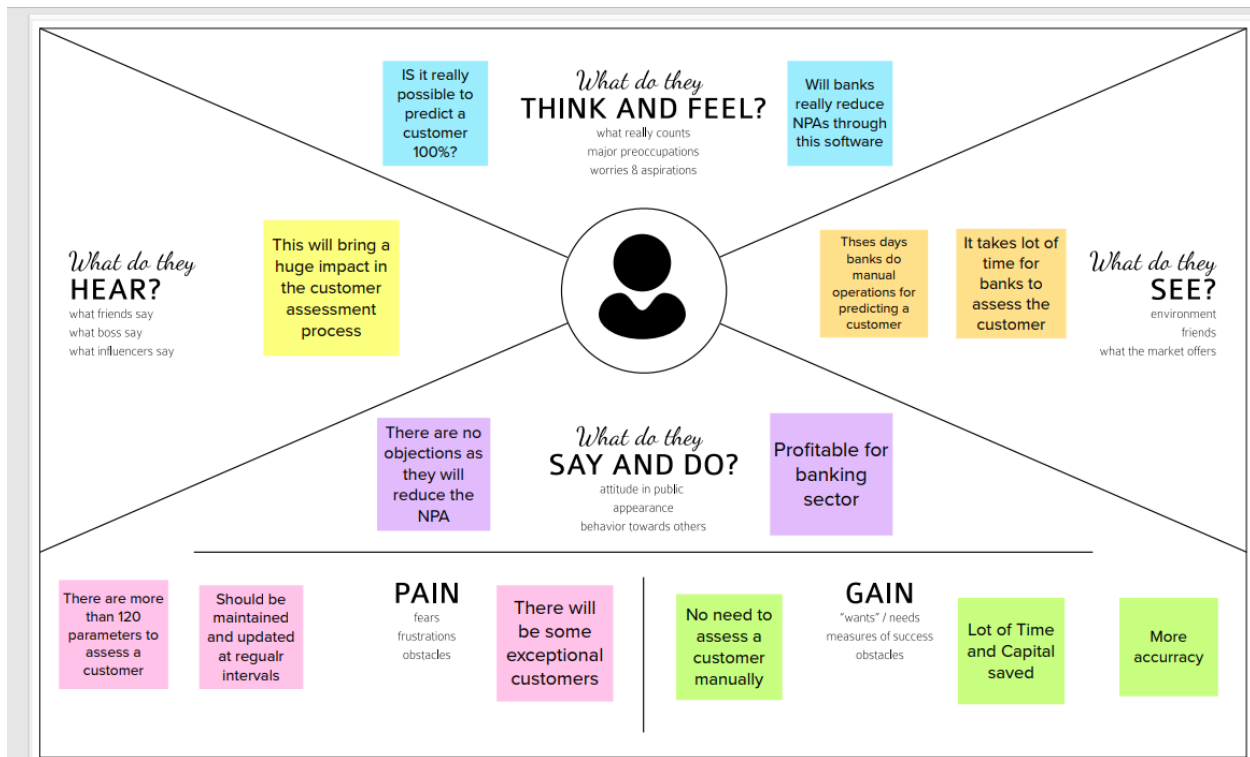 IS it really
possible to
predict a
customer
100%?
What do they
THINK AND FEEL?
what really counts
major preoccupations
worries & aspirations
Will banks
really reduce
NPAs through
this software
What do they
HEAR?
what friends say
what boss say
what influencers say
This will bring a
huge impact in
the customer
assessment
process
Thses days
banks do
manual
operations for
predicting a
customer
It takes lot of
time for
banks to
assess the
customer
What do they
SEE?
environment
friends
what the market offers
There are no
objections as
they will
reduce the
NPA
What do they
SAY AND DO?
attitude in public
appearance
behavior towards others
Profitable for
banking
sector
There are more
than 120
parameters to
assess a
customer
Should be
maintained
and updated
at regualr
intervals
PAIN
fears
frustrations
obstacles
There will
be some
exceptional
customers
No need to
assess a
customer
manually
GAIN
"wants" / needs
measures of success
obstacles
Lot of Time
and Capital
saved
More
accurracy